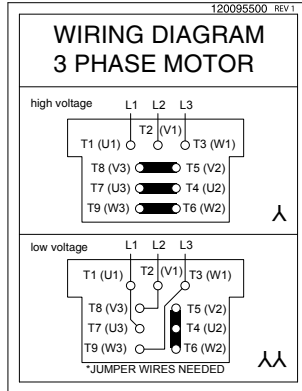 120095500 REV 1
WIRING DIAGRAM
3 PHASE MOTOR
high voltage L1 L2 L3
T1 (U1) T2 (V1) T3 (W1)
T8 (V3) T5 (V2)
T7 (U3) T4 (U2)
T9 (W3) T6 (W2)
low voltage L1 L2 L3
T1 (U1) T2 (V1) T3 (W1)
T8 (V3) T5 (V2)
T7 (U3) T4 (U2)
T9 (W3) T6 (W2)
*JUMPER WIRES NEEDED